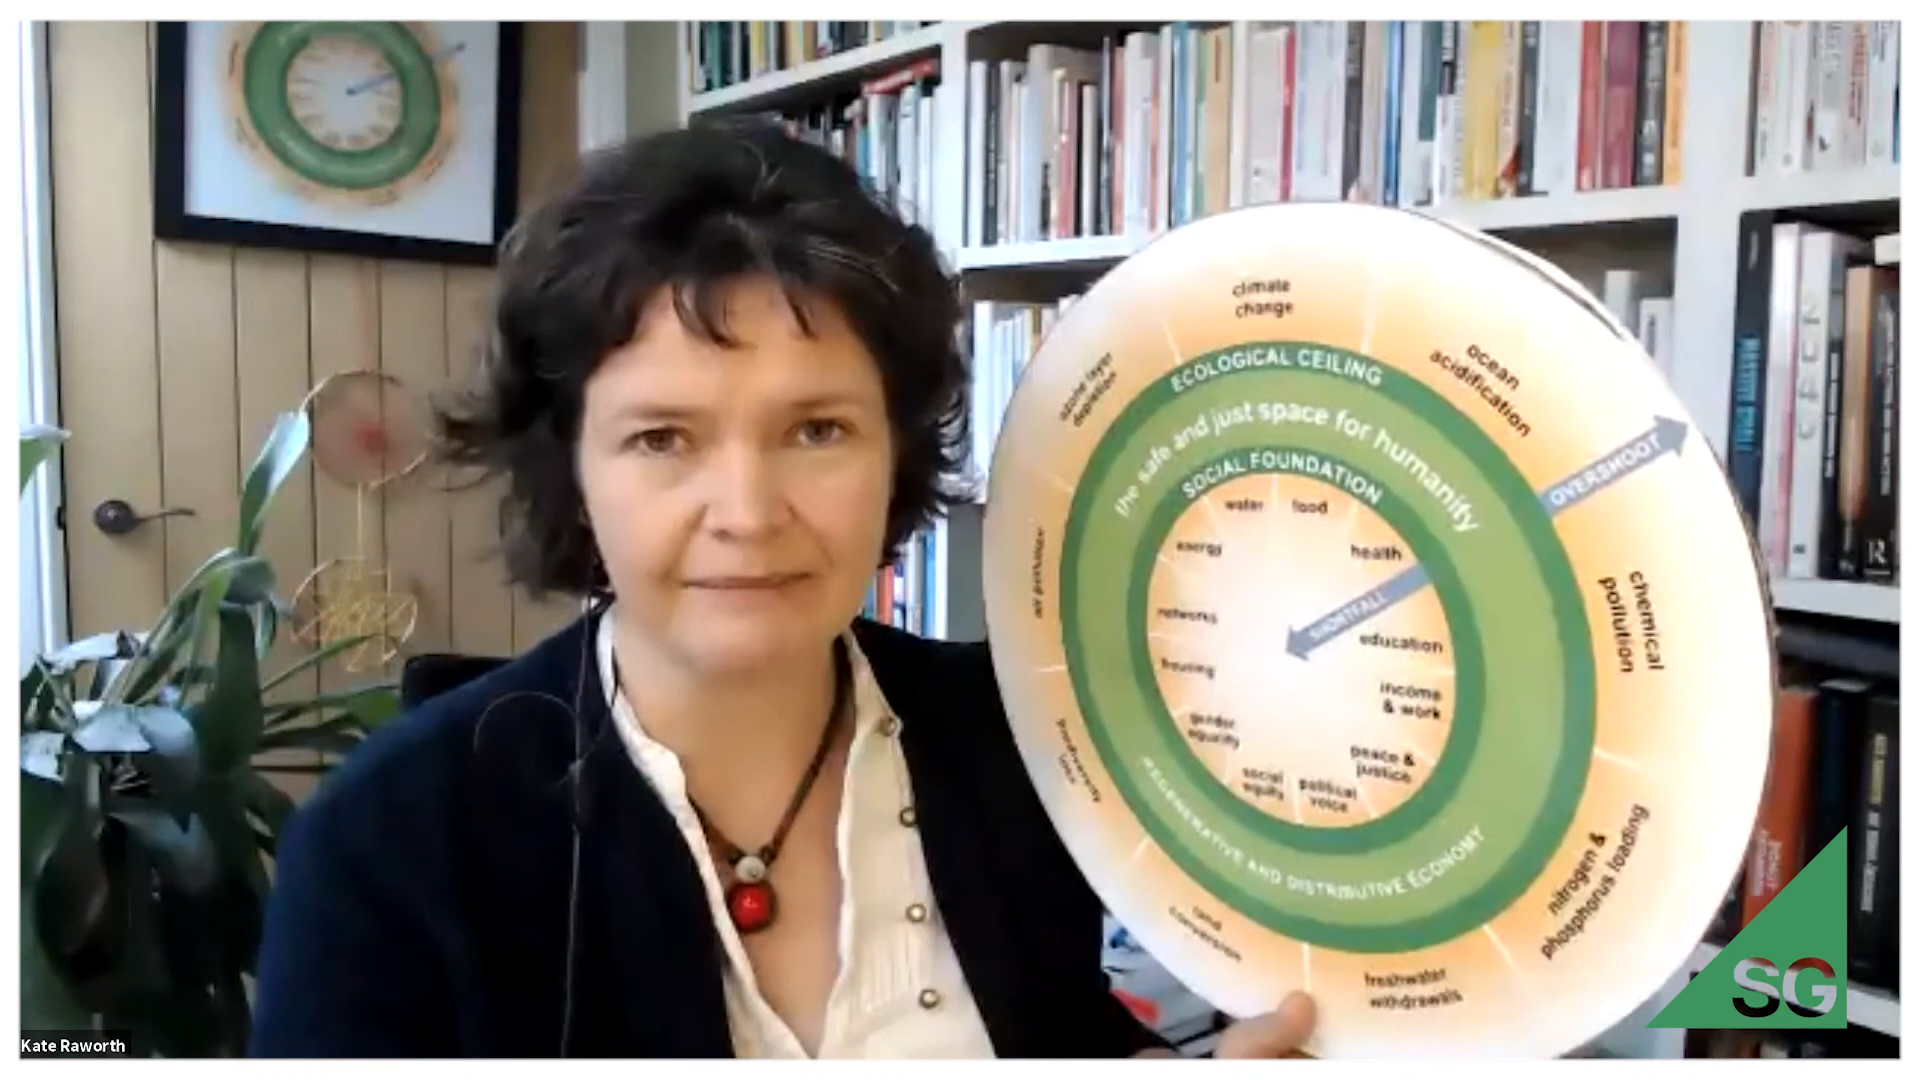 climate
change
ocean
acidification
ozone layer
depletion
ECOLOGICAL CEILING
the safe and just space for humanity
SOCIAL FOUNDATION
OVERSHOOT
water
food
energy
health
SHORTFALL
networks
education
housing
income
& work
gender
equality
peace &
justice
social
equity
political
voice
air pollution
chemical
pollution
biodiversity
loss
REGENERATIVE AND DISTRIBUTIVE ECONOMY
nitrogen &
phosphorus loading
land
conversion
freshwater
withdrawals
SG
Kate Raworth